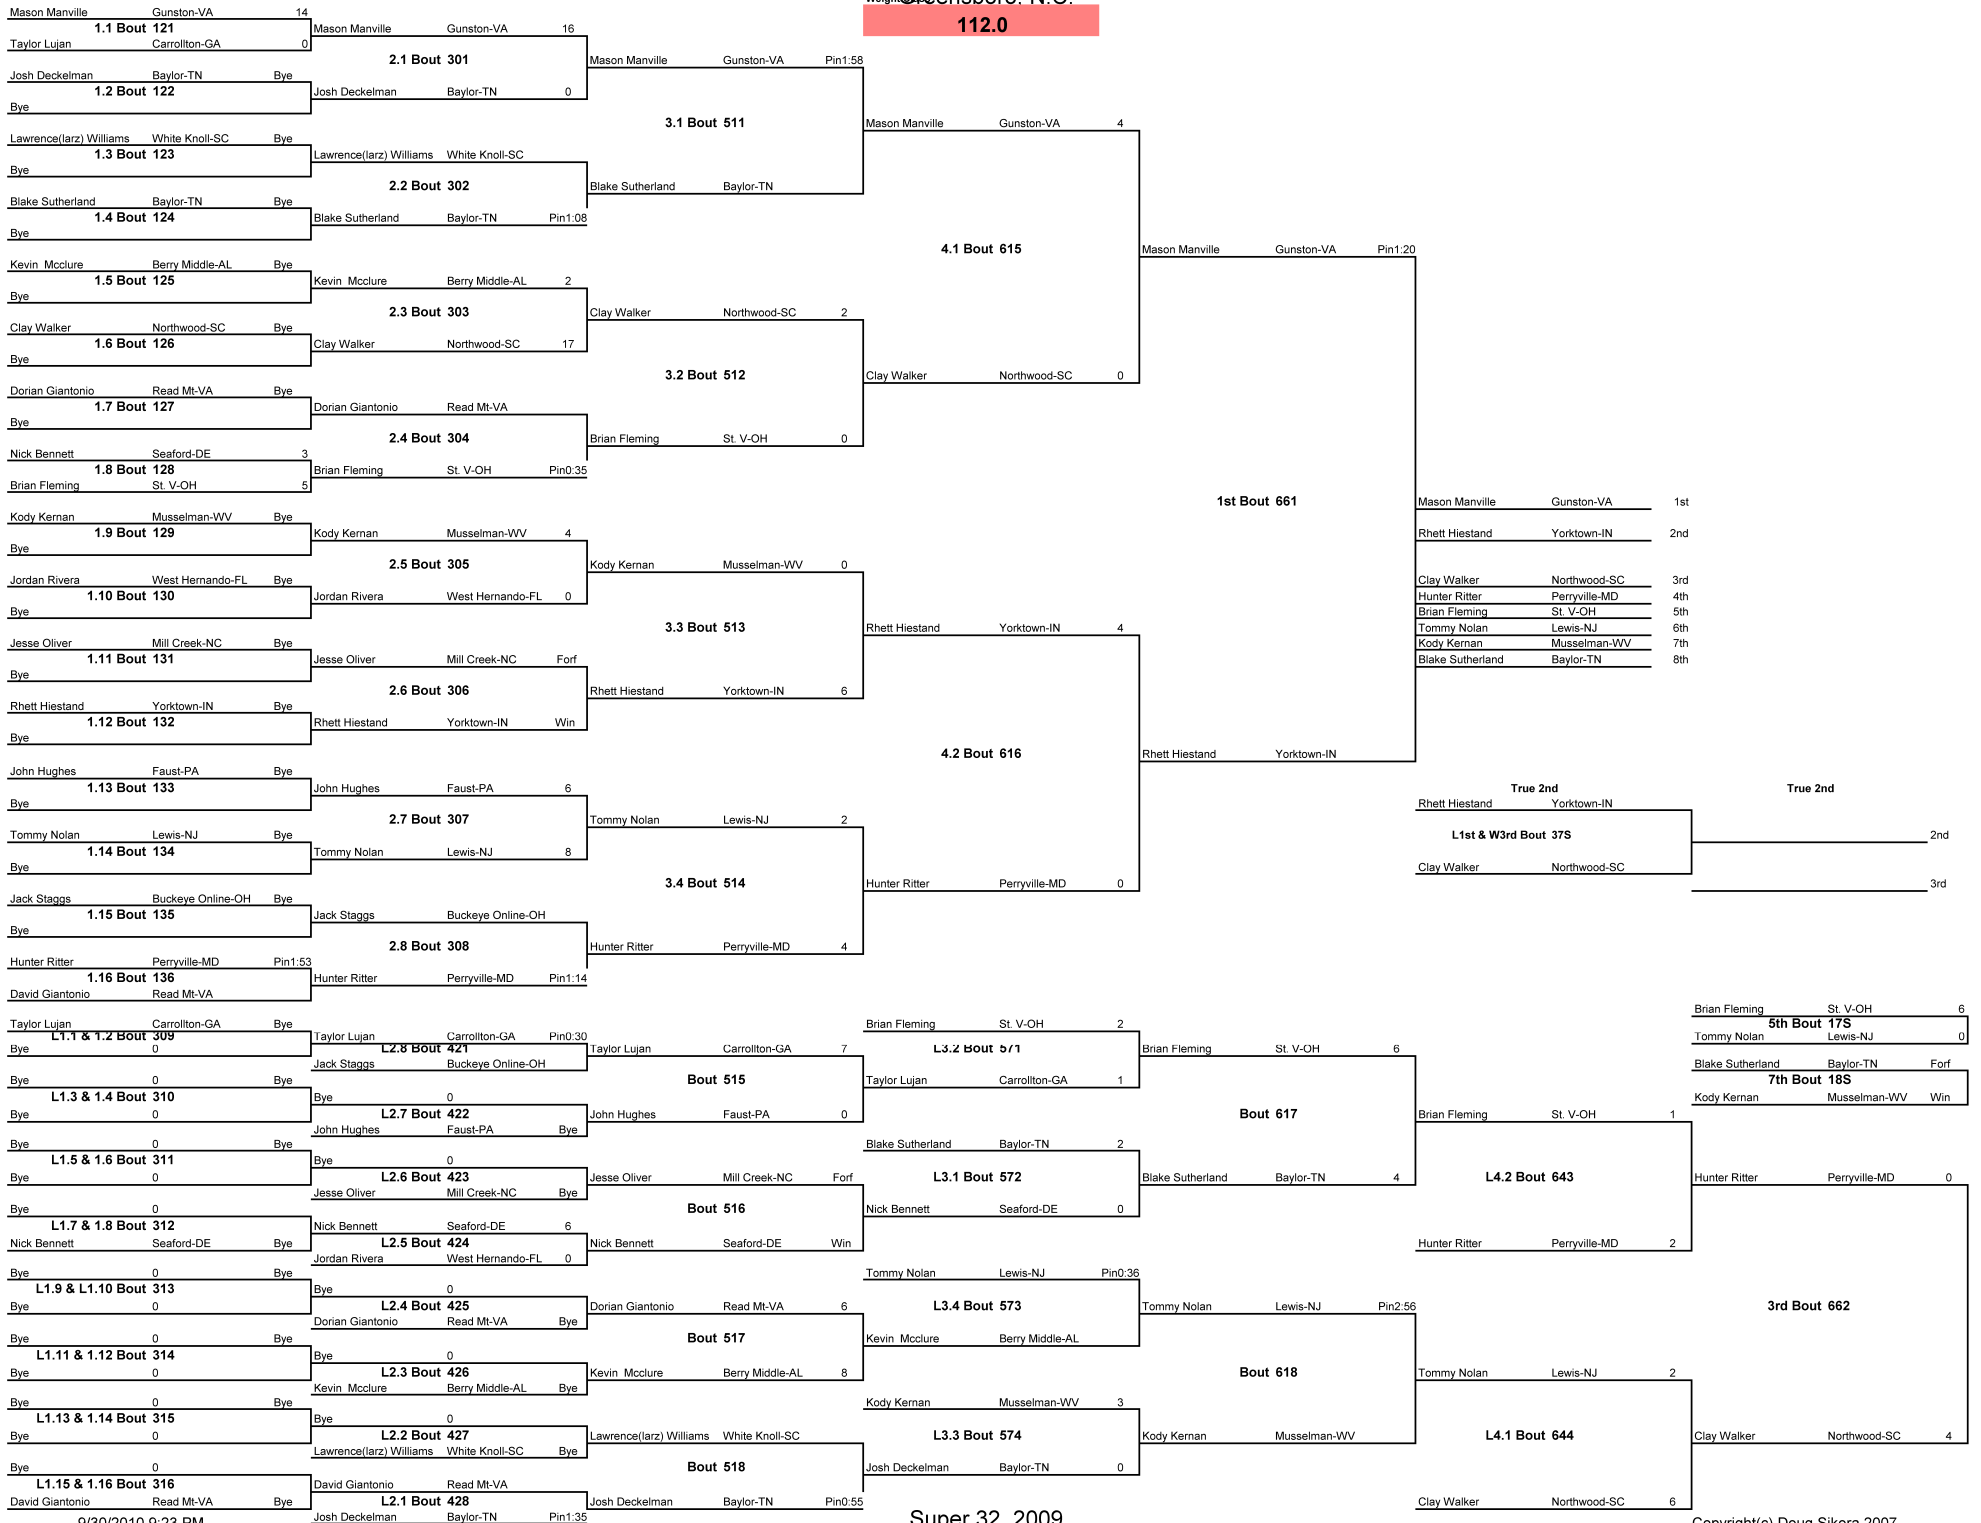 Greensboro, N.C.
112.0
Mason Manville Gunston-VA 14
1.1 Bout 121
Taylor Lujan Carrollton-GA 0
Josh Deckelman Baylor-TN Bye
1.2 Bout 122
Bye
Lawrence(larz) Williams White Knoll-SC Bye
1.3 Bout 123
Bye
Blake Sutherland Baylor-TN Bye
1.4 Bout 124
Bye
Kevin Mcclure Berry Middle-AL Bye
1.5 Bout 125
Bye
Clay Walker Northwood-SC Bye
1.6 Bout 126
Bye
Dorian Giantonio Read Mt-VA Bye
1.7 Bout 127
Bye
Nick Bennett Seaford-DE 3
1.8 Bout 128
Brian Fleming St. V-OH 5
Kody Kernan Musselman-WV Bye
1.9 Bout 129
Bye
Jordan Rivera West Hernando-FL Bye
1.10 Bout 130
Bye
Jesse Oliver Mill Creek-NC Bye
1.11 Bout 131
Bye
Rhett Hiestand Yorktown-IN Bye
1.12 Bout 132
Bye
John Hughes Faust-PA Bye
1.13 Bout 133
Bye
Tommy Nolan Lewis-NJ Bye
1.14 Bout 134
Bye
Jack Staggs Buckeye Online-OH Bye
1.15 Bout 135
Bye
Hunter Ritter Perryville-MD Pin1:53
1.16 Bout 136
David Giantonio Read Mt-VA
Mason Manville Gunston-VA 16
2.1 Bout 301
Josh Deckelman Baylor-TN 0
Lawrence(larz) Williams White Knoll-SC
2.2 Bout 302
Blake Sutherland Baylor-TN Pin1:08
Kevin Mcclure Berry Middle-AL 2
2.3 Bout 303
Clay Walker Northwood-SC 17
Dorian Giantonio Read Mt-VA
2.4 Bout 304
Brian Fleming St. V-OH Pin0:35
Kody Kernan Musselman-WV 4
2.5 Bout 305
Jordan Rivera West Hernando-FL 0
Jesse Oliver Mill Creek-NC Forf
2.6 Bout 306
Rhett Hiestand Yorktown-IN Win
John Hughes Faust-PA 6
2.7 Bout 307
Tommy Nolan Lewis-NJ 8
Jack Staggs Buckeye Online-OH
2.8 Bout 308
Hunter Ritter Perryville-MD Pin1:14
Mason Manville Gunston-VA Pin1:58
3.1 Bout 511
Blake Sutherland Baylor-TN
Clay Walker Northwood-SC 2
3.2 Bout 512
Brian Fleming St. V-OH 0
Kody Kernan Musselman-WV 0
3.3 Bout 513
Rhett Hiestand Yorktown-IN 6
Tommy Nolan Lewis-NJ 2
3.4 Bout 514
Hunter Ritter Perryville-MD 4
Mason Manville Gunston-VA 4
4.1 Bout 615
Clay Walker Northwood-SC 0
Rhett Hiestand Yorktown-IN 4
4.2 Bout 616
Hunter Ritter Perryville-MD 0
Mason Manville Gunston-VA Pin1:20
1st Bout 661
Rhett Hiestand Yorktown-IN
Mason Manville Gunston-VA 1st
Rhett Hiestand Yorktown-IN 2nd
Clay Walker Northwood-SC 3rd
Hunter Ritter Perryville-MD 4th
Brian Fleming St. V-OH 5th
Tommy Nolan Lewis-NJ 6th
Kody Kernan Musselman-WV 7th
Blake Sutherland Baylor-TN 8th
True 2nd True 2nd
Rhett Hiestand Yorktown-IN
L1st & W3rd Bout 37S
Clay Walker Northwood-SC
2nd
3rd
Taylor Lujan Carrollton-GA Bye
L1.1 & 1.2 Bout 309
Bye 0
Bye 0 Bye
L1.3 & 1.4 Bout 310
Bye 0
Bye 0 Bye
L1.5 & 1.6 Bout 311
Bye 0
Bye 0
L1.7 & 1.8 Bout 312
Nick Bennett Seaford-DE Bye
Bye 0 Bye
L1.9 & L1.10 Bout 313
Bye 0
Bye 0 Bye
L1.11 & 1.12 Bout 314
Bye 0
Bye 0 Bye
L1.13 & 1.14 Bout 315
Bye 0
Bye 0
L1.15 & 1.16 Bout 316
David Giantonio Read Mt-VA Bye
Taylor Lujan Carrollton-GA Pin0:30
L2.8 Bout 421
Jack Staggs Buckeye Online-OH
Bye 0
L2.7 Bout 422
John Hughes Faust-PA Bye
Bye 0
L2.6 Bout 423
Jesse Oliver Mill Creek-NC Bye
Nick Bennett Seaford-DE 6
L2.5 Bout 424
Jordan Rivera West Hernando-FL 0
Bye 0
L2.4 Bout 425
Dorian Giantonio Read Mt-VA Bye
Bye 0
L2.3 Bout 426
Kevin Mcclure Berry Middle-AL Bye
Bye 0
L2.2 Bout 427
Lawrence(larz) Williams White Knoll-SC Bye
David Giantonio Read Mt-VA
L2.1 Bout 428
Josh Deckelman Baylor-TN Pin1:35
Taylor Lujan Carrollton-GA 7
Bout 515
John Hughes Faust-PA 0
Jesse Oliver Mill Creek-NC Forf
Bout 516
Nick Bennett Seaford-DE Win
Dorian Giantonio Read Mt-VA 6
Bout 517
Kevin Mcclure Berry Middle-AL 8
Lawrence(larz) Williams White Knoll-SC
Bout 518
Josh Deckelman Baylor-TN Pin0:55
Brian Fleming St. V-OH 2
L3.2 Bout 571
Taylor Lujan Carrollton-GA 1
Blake Sutherland Baylor-TN 2
L3.1 Bout 572
Nick Bennett Seaford-DE 0
Tommy Nolan Lewis-NJ Pin0:36
L3.4 Bout 573
Kevin Mcclure Berry Middle-AL
Kody Kernan Musselman-WV 3
L3.3 Bout 574
Josh Deckelman Baylor-TN 0
Brian Fleming St. V-OH 6
Bout 617
Blake Sutherland Baylor-TN 4
Tommy Nolan Lewis-NJ Pin2:56
Bout 618
Kody Kernan Musselman-WV
Brian Fleming St. V-OH 1
L4.2 Bout 643
Hunter Ritter Perryville-MD 2
Tommy Nolan Lewis-NJ 2
L4.1 Bout 644
Clay Walker Northwood-SC 6
Brian Fleming St. V-OH 6
5th Bout 17S
Tommy Nolan Lewis-NJ 0
Blake Sutherland Baylor-TN Forf
7th Bout 18S
Kody Kernan Musselman-WV Win
Hunter Ritter Perryville-MD 0
3rd Bout 662
Clay Walker Northwood-SC 4
9/30/2010 9:23 PM
Super 32, 2009
Copyright(c) Doug Sikora 2007